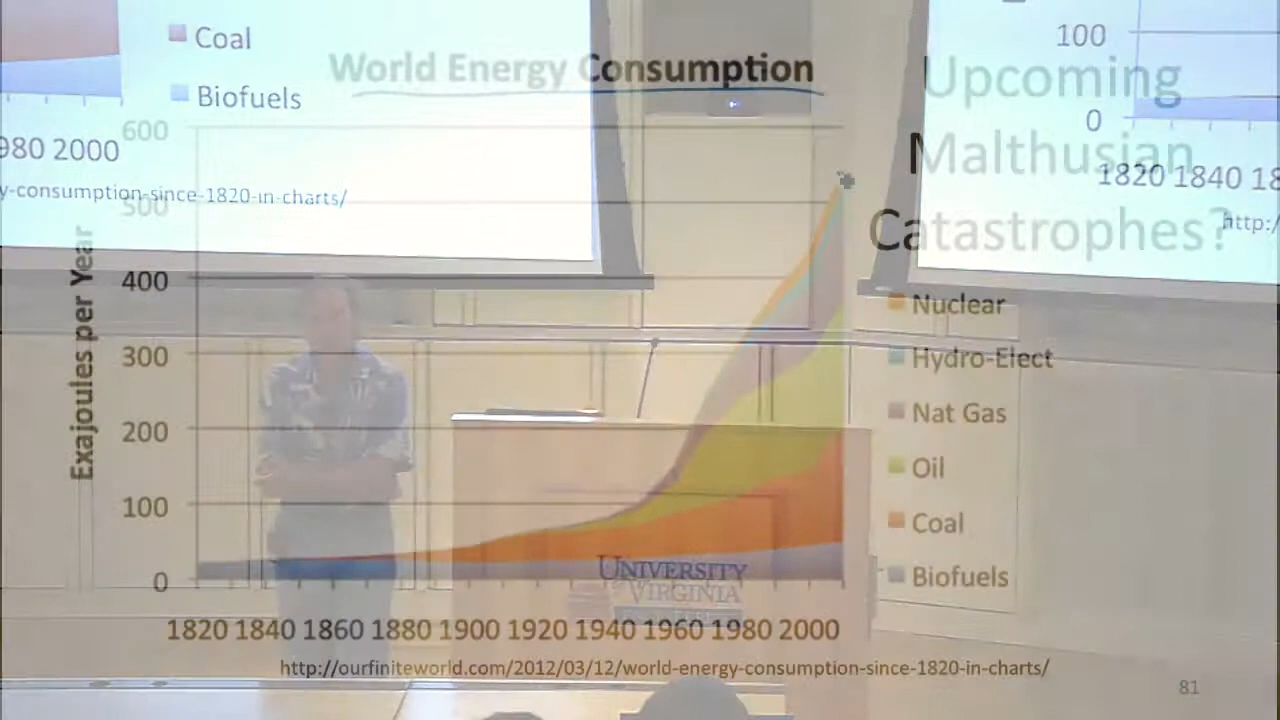 Coal
Biofuels
980 2000
y-consumption-since-1820-in-charts/
100
0
1820 1840 18
http:/
World Energy Consumption
Upcoming
Malthusian
Catastrophes?
600
500
400
300
200
100
0
Exajoules per Year
Nuclear
Hydro-Elect
Nat Gas
Oil
Coal
Biofuels
1820 1840 1860 1880 1900 1920 1940 1960 1980 2000
http://ourfiniteworld.com/2012/03/12/world-energy-consumption-since-1820-in-charts/
UNIVERSITY
of VIRGINIA
81